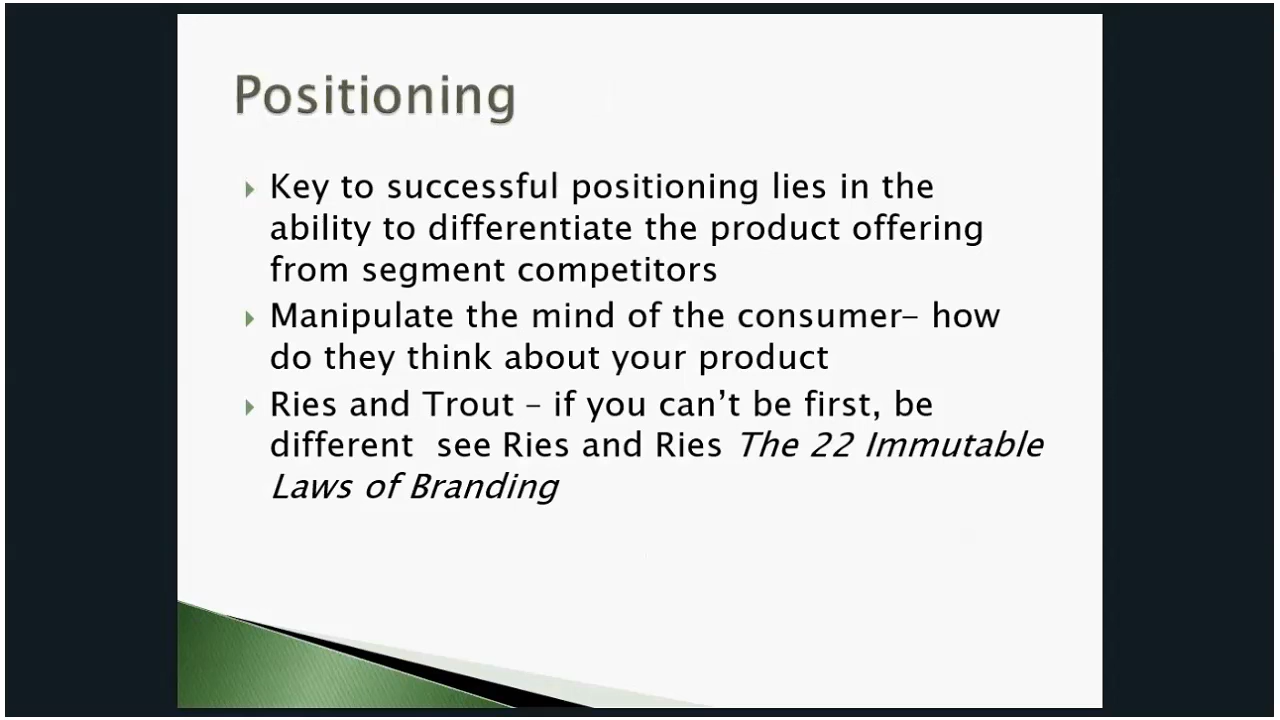 Positioning
Key to successful positioning lies in the
ability to differentiate the product offering
from segment competitors
Manipulate the mind of the consumer– how
do they think about your product
Ries and Trout – if you can’t be first, be
different  see Ries and Ries The 22 Immutable
Laws of Branding